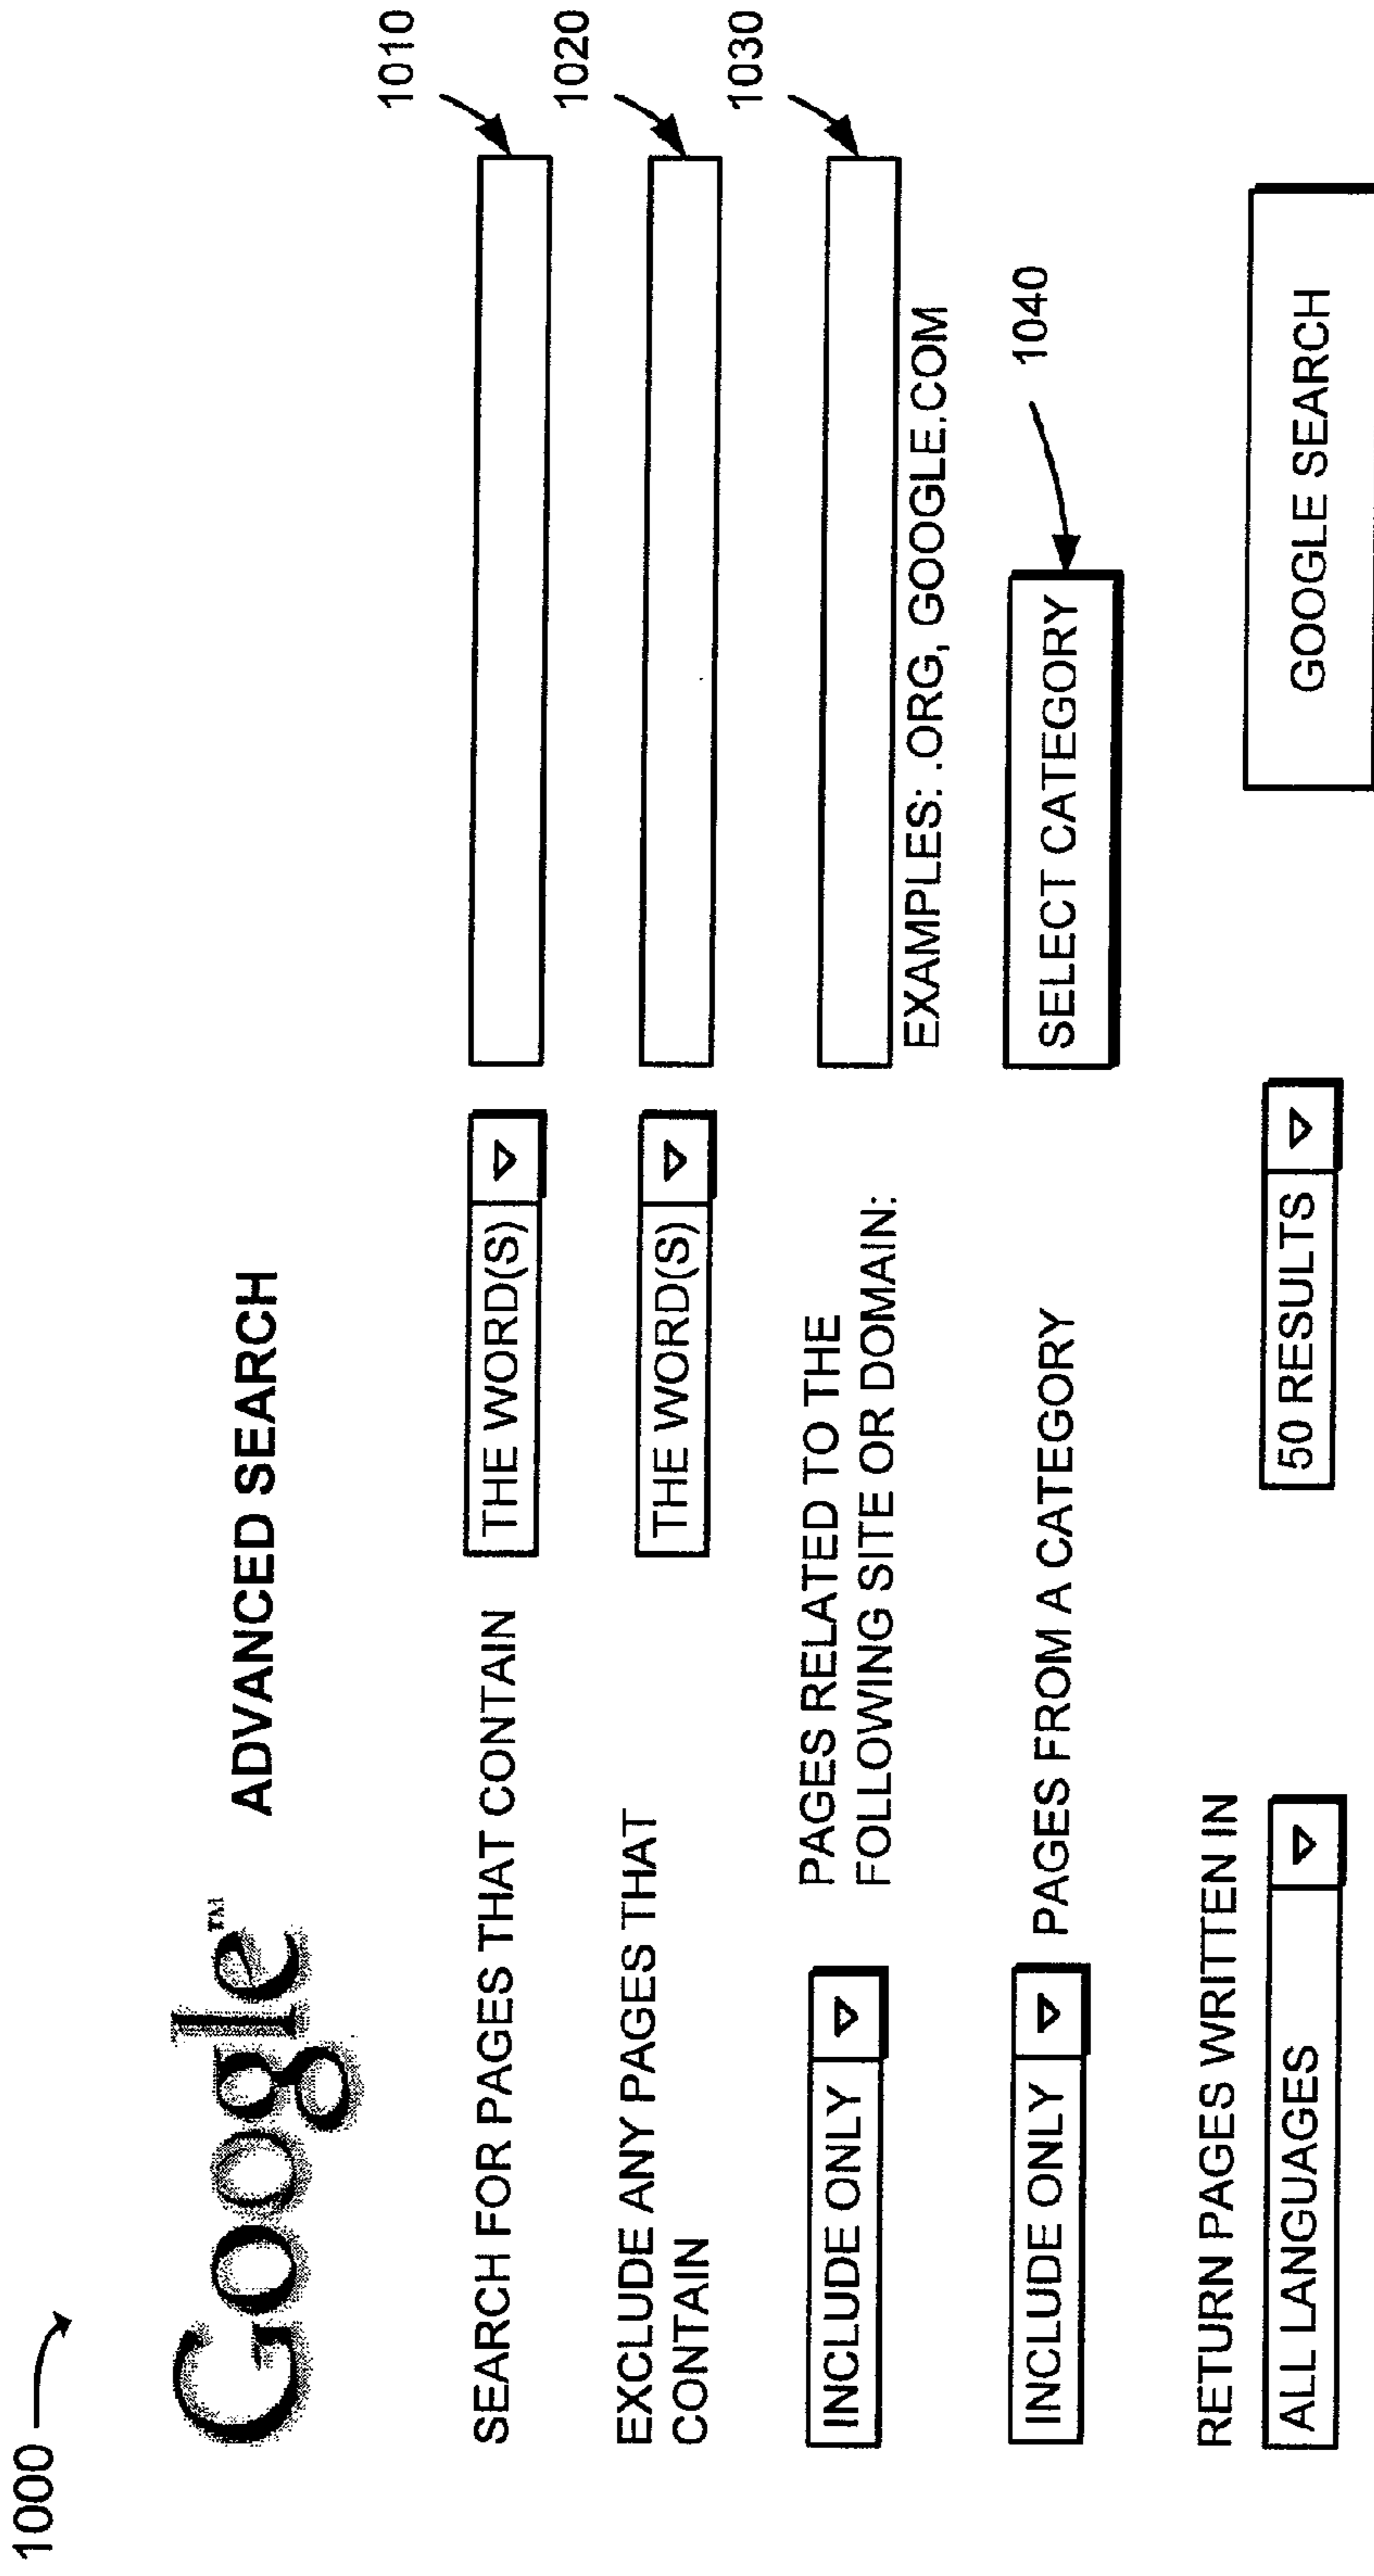 1000
Google™ ADVANCED SEARCH
1010
SEARCH FOR PAGES THAT CONTAIN THE WORD(S)
1020
EXCLUDE ANY PAGES THAT
CONTAIN
THE WORD(S)
1030
INCLUDE ONLY
PAGES RELATED TO THE
FOLLOWING SITE OR DOMAIN:
EXAMPLES: .ORG, GOOGLE.COM
1040
INCLUDE ONLY PAGES FROM A CATEGORY SELECT CATEGORY
RETURN PAGES WRITTEN IN
ALL LANGUAGES 50 RESULTS GOOGLE SEARCH